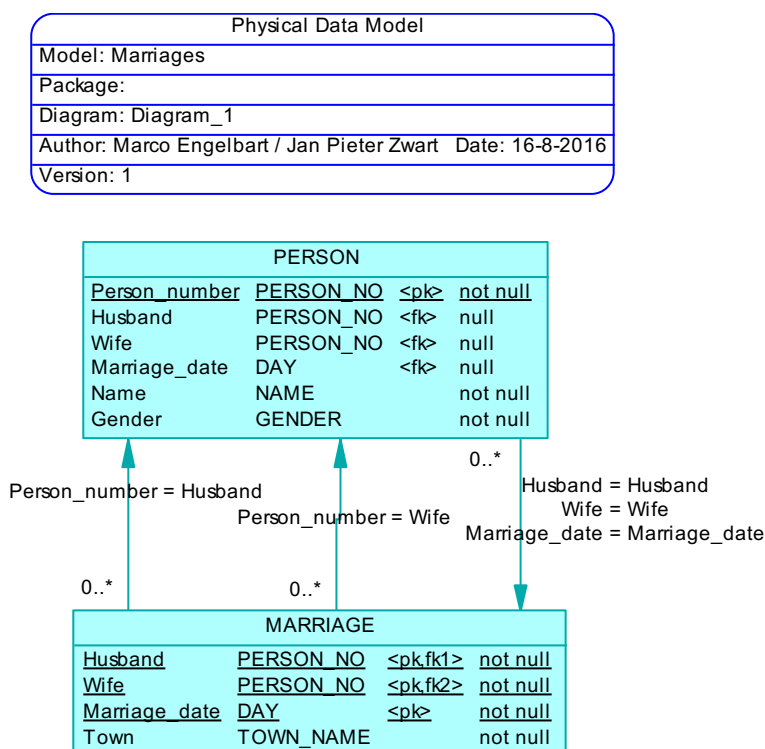 Physical Data Model
Model: Marriages
Package:
Diagram: Diagram_1
Author: Marco Engelbart / Jan Pieter Zwart Date: 16-8-2016
Version: 1
PERSON
Person_number PERSON_NO <pk> not null
Husband PERSON_NO <fk> null
Wife PERSON_NO <fk> null
Marriage_date DAY <fk> null
Name NAME not null
Gender GENDER not null
0..*
Person_number = Husband
Person_number = Wife
Husband = Husband
Wife = Wife
Marriage_date = Marriage_date
0..*
0..*
MARRIAGE
Husband PERSON_NO <pk,fk1> not null
Wife PERSON_NO <pk,fk2> not null
Marriage_date DAY <pk> not null
Town TOWN_NAME not null